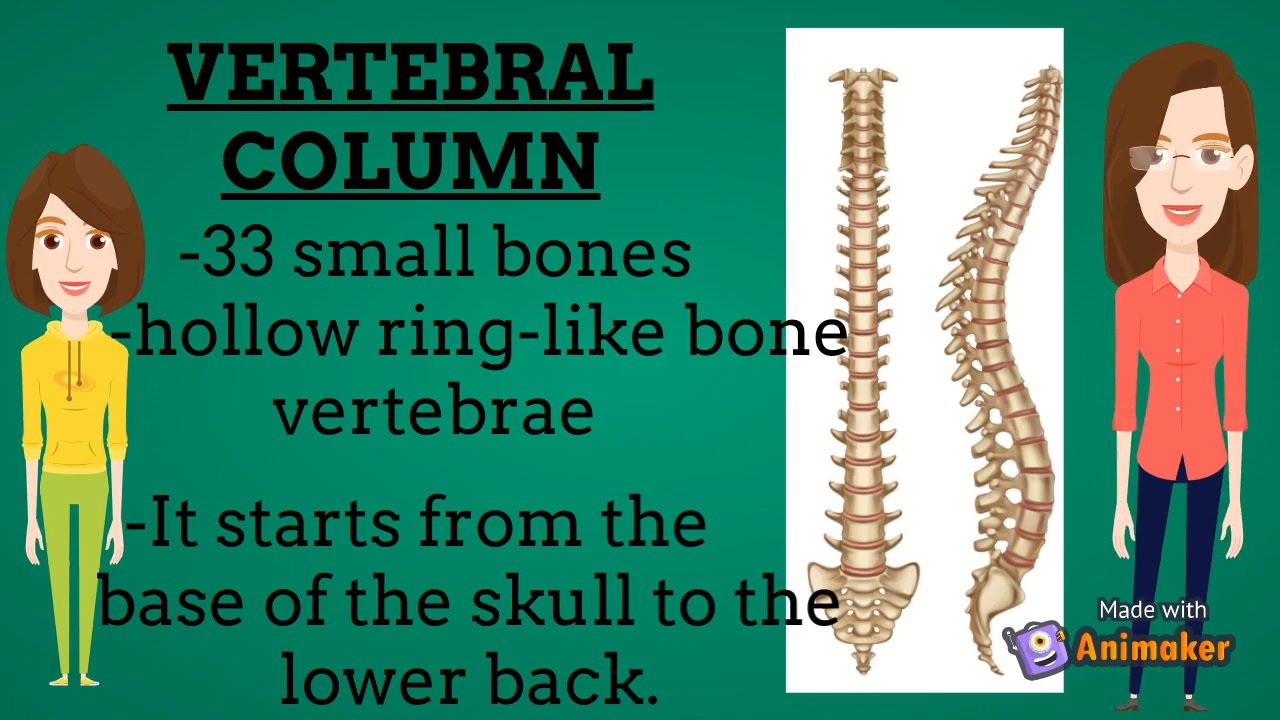 VERTEBRAL
COLUMN
-33 small bones
-hollow ring-like bone
vertebrae
-It starts from the
base of the skull to the
lower back.
Made with
Animaker